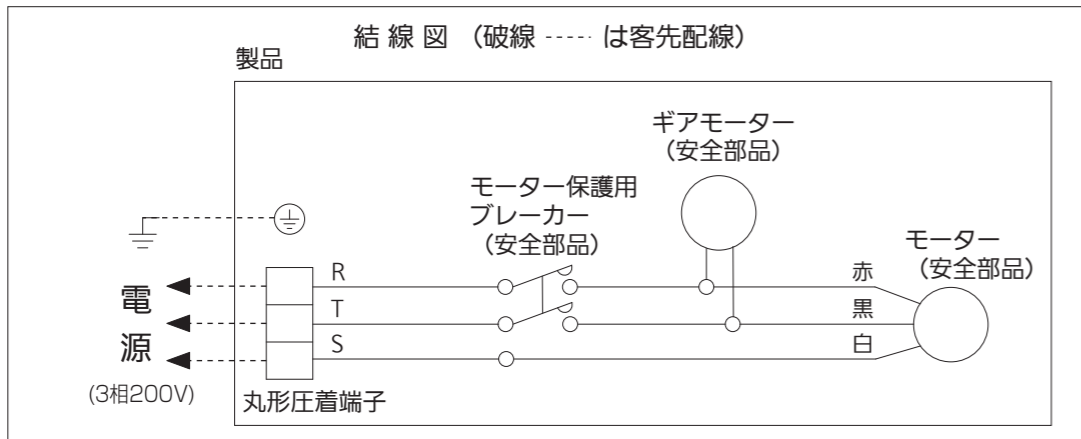 結線図 (破線 ----- は客先配線)
製品
ギアモーター
(安全部品)
モーター保護用
ブレーカー
(安全部品)
モーター
(安全部品)
R
赤
T
黒
S
白
電源
(3相200V)
丸形圧着端子